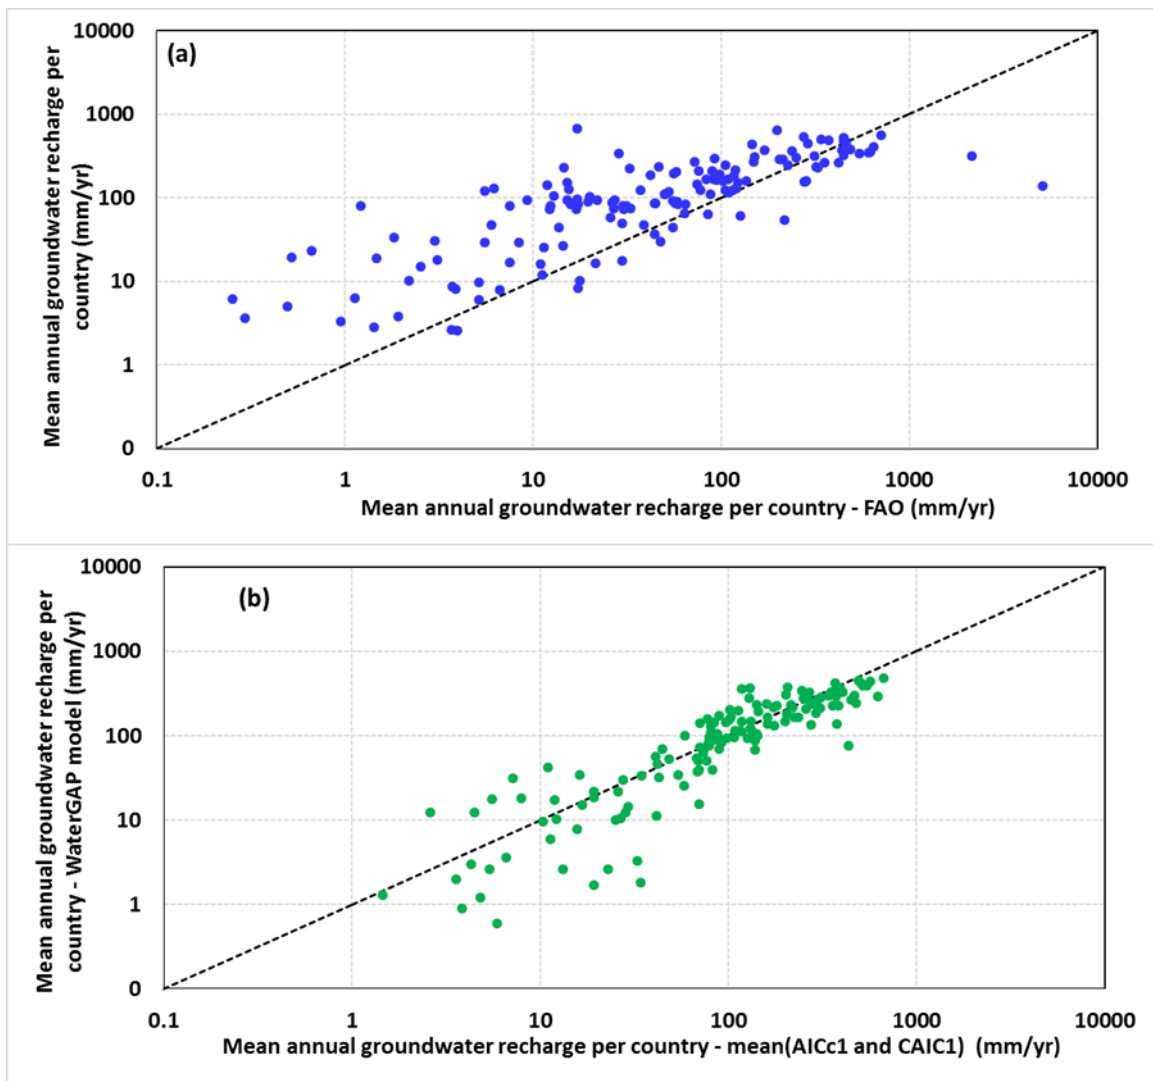 (a)
Mean annual groundwater recharge per
country (mm/yr)
10000
1000
100
10
1
0
0.1 1 10 100 1000 10000
Mean annual groundwater recharge per country - FAO (mm/yr)
(b)
Mean annual groundwater recharge per
country - WaterGAP model (mm/yr)
10000
1000
100
10
1
0
0.1 1 10 100 1000 10000
Mean annual groundwater recharge per country - mean(AICc1 and CAIC1) (mm/yr)